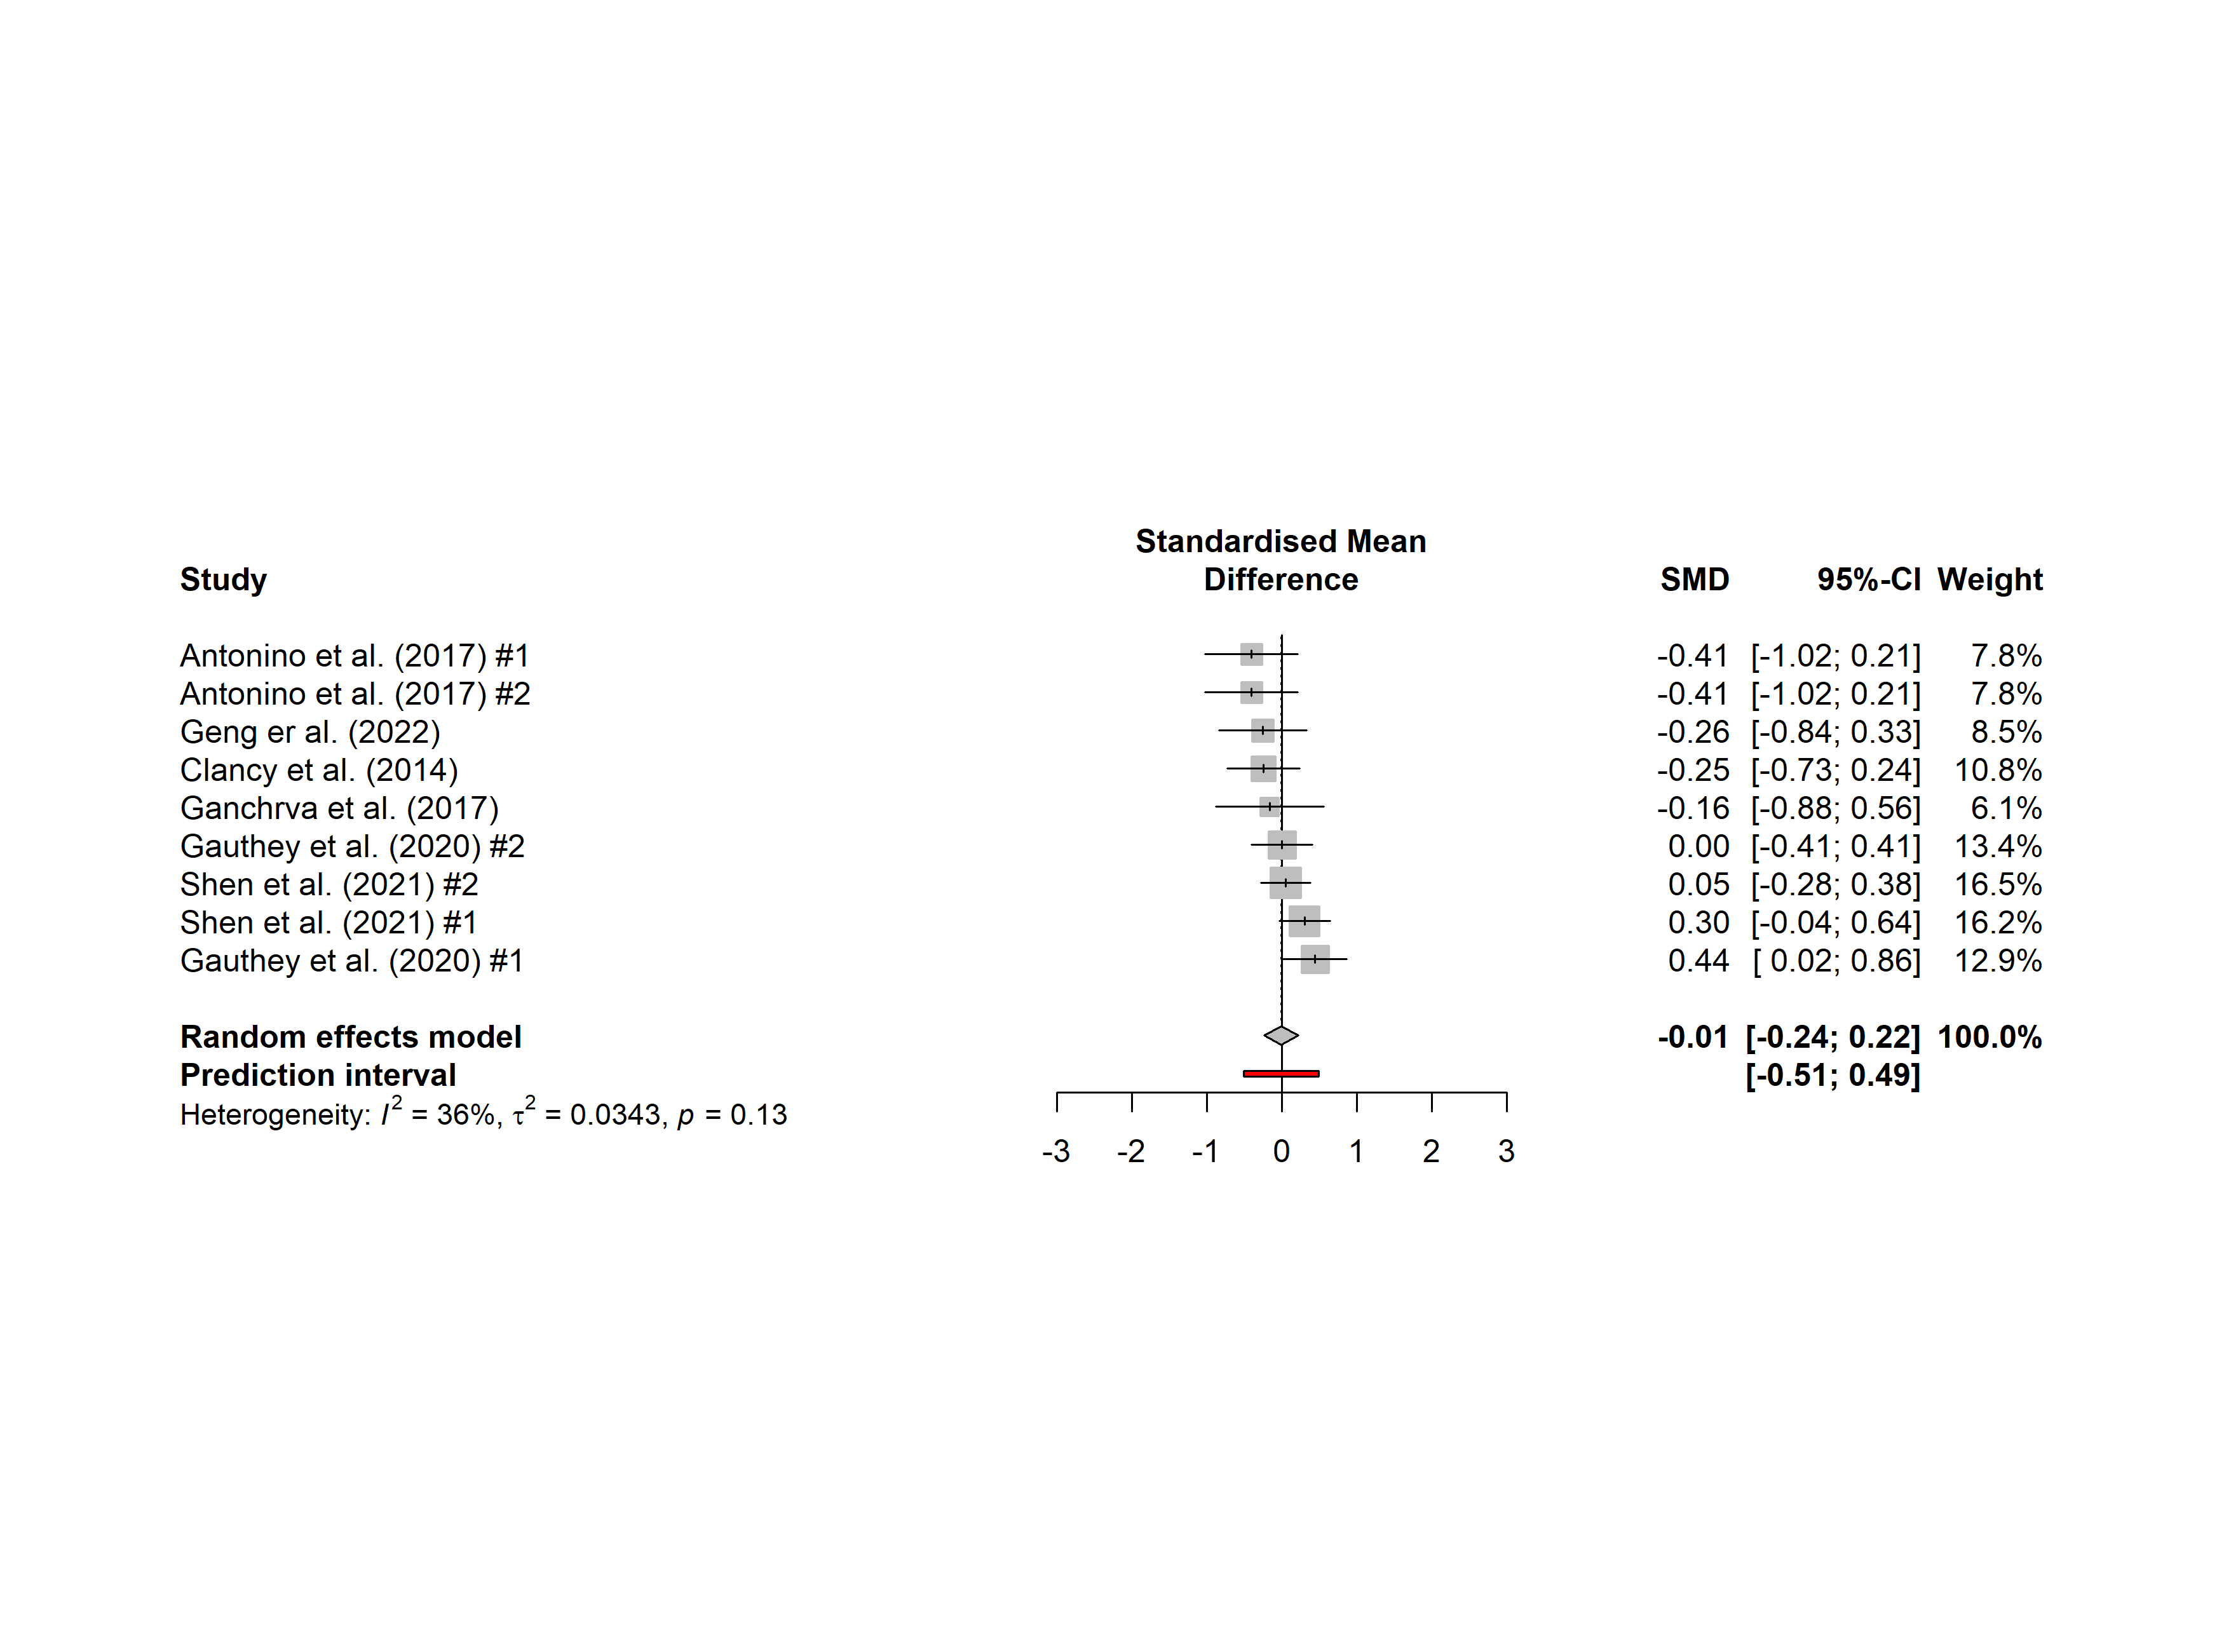 Standardised Mean
Study Difference SMD 95%-CI Weight
Antonino et al. (2017) #1 -0.41 [-1.02; 0.21] 7.8%
Antonino et al. (2017) #2 -0.41 [-1.02; 0.21] 7.8%
Geng er al. (2022) -0.26 [-0.84; 0.33] 8.5%
Clancy et al. (2014) -0.25 [-0.73; 0.24] 10.8%
Ganchrva et al. (2017) -0.16 [-0.88; 0.56] 6.1%
Gauthey et al. (2020) #2 0.00 [-0.41; 0.41] 13.4%
Shen et al. (2021) #2 0.05 [-0.28; 0.38] 16.5%
Shen et al. (2021) #1 0.30 [-0.04; 0.64] 16.2%
Gauthey et al. (2020) #1 0.44 [ 0.02; 0.86] 12.9%
Random effects model -0.01 [-0.24; 0.22] 100.0%
Prediction interval [-0.51; 0.49]
Heterogeneity: I² = 36%, τ² = 0.0343, p = 0.13
-3 -2 -1 0 1 2 3